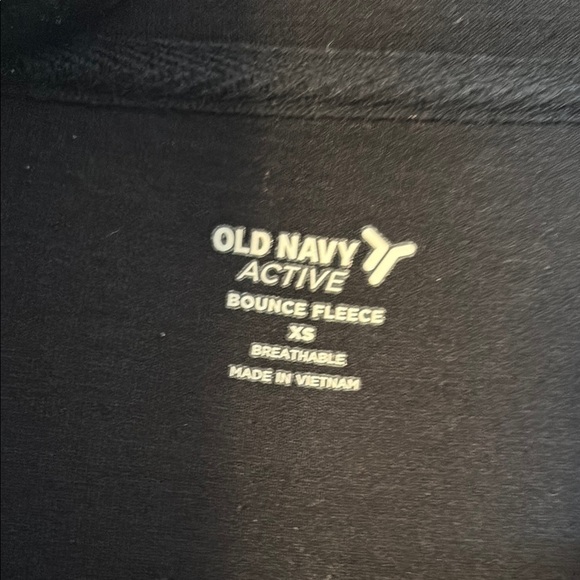 OLD NAVY
ACTIVE
BOUNCE FLEECE
XS
BREATHABLE
MADE IN VIETNAM